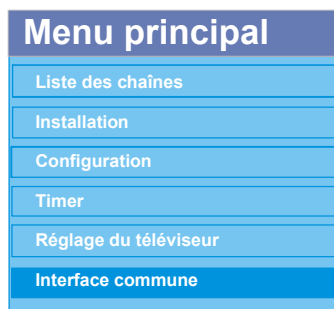 Menu principal
Liste des chaînes
Installation
Configuration
Timer
Réglage du téléviseur
Interface commune